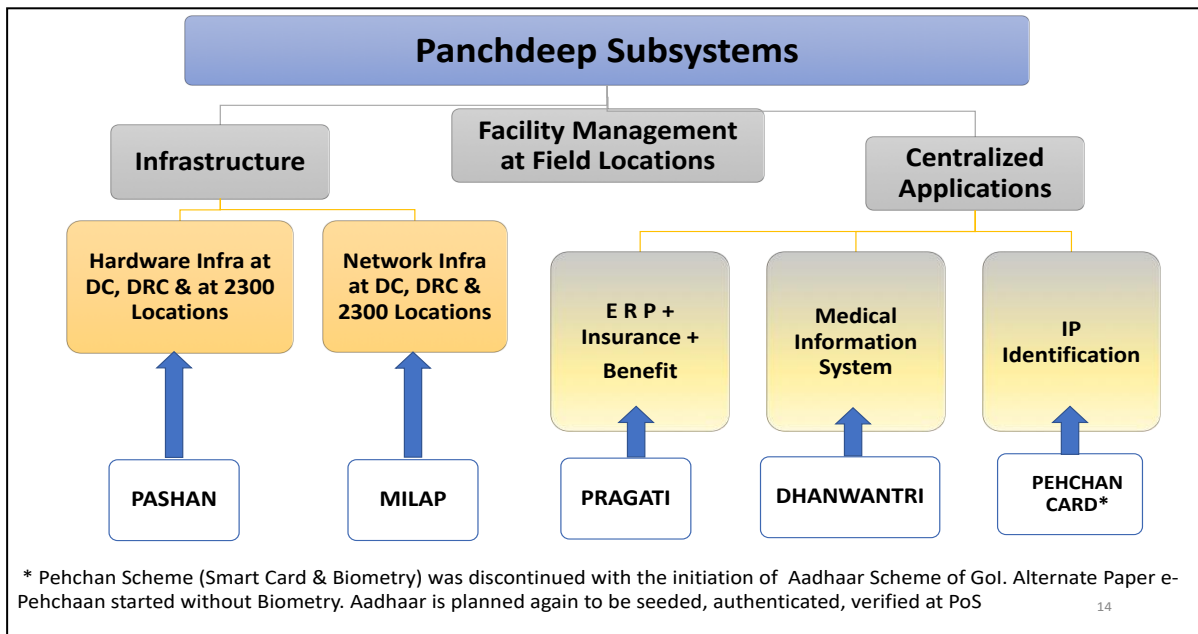 Panchdeep Subsystems
Infrastructure
Facility Management
at Field Locations
Centralized
Applications
Hardware Infra at
DC, DRC & at 2300
Locations
Network Infra
at DC, DRC &
2300 Locations
E R P +
Insurance +
Benefit
Medical
Information
System
IP
Identification
PASHAN
MILAP
PRAGATI
DHANWANTRI
PEHCHAN
CARD*
* Pehchan Scheme (Smart Card & Biometry) was discontinued with the initiation of Aadhaar Scheme of GoI. Alternate Paper e-
Pehchaan started without Biometry. Aadhaar is planned again to be seeded, authenticated, verified at PoS
14